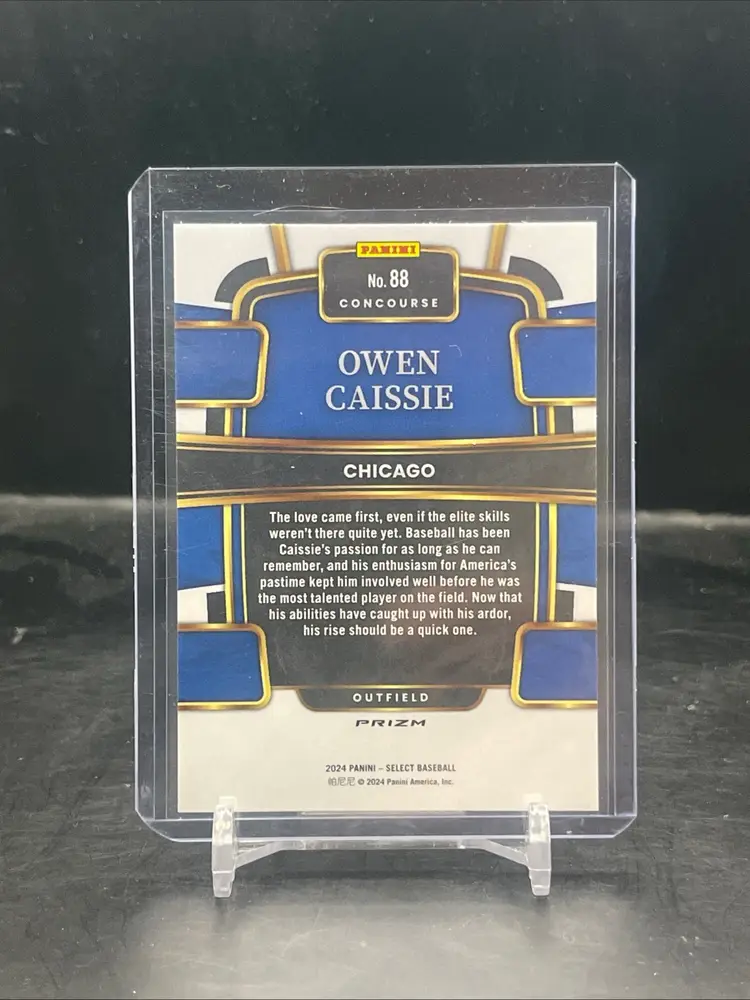 PANINI
No. 88
CONCOURSE
OWEN
CAISSIE
CHICAGO
The love came first, even if the elite skills
weren't there quite yet. Baseball has been
Caissie's passion for as long as he can
remember, and his enthusiasm for America's
pastime kept him involved well before he was
the most talented player on the field. Now that
his abilities have caught up with his ardor,
his rise should be a quick one.
OUTFIELD
PRIZM
2024 PANINI – SELECT BASEBALL
帕尼尼 © 2024 Panini America, Inc.